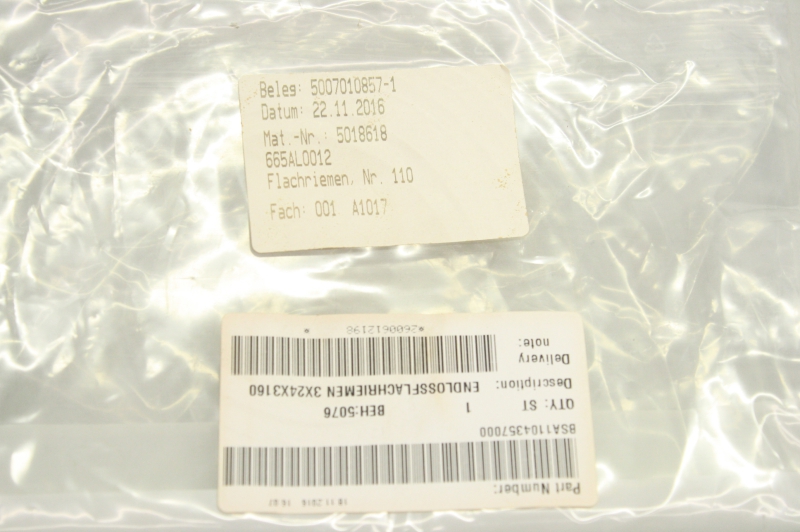 Beleg: 5007010857-1
Datum: 22.11.2016
Mat.-Nr.: 5018618
665AL0012
Flachriemen, Nr. 110
Fach: 001 A1017
Part Number:
BSA1104357000
QTY: ST 1 BEH:5076
Description: ENDLOSSFLACHRIEMEN 3X24X3160
Delivery
note:
*2600612198 *